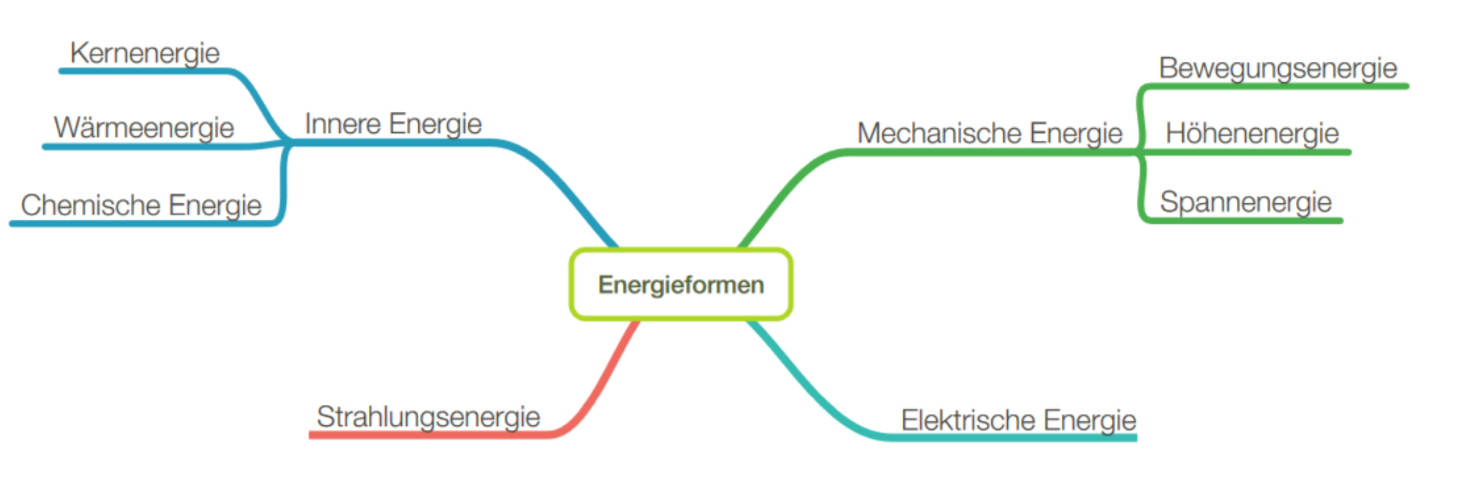 Kernenergie
Wärmeenergie
Chemische Energie
Innere Energie
Mechanische Energie
Bewegungsenergie
Höhenenergie
Spannenergie
Energieformen
Strahlungsenergie
Elektrische Energie